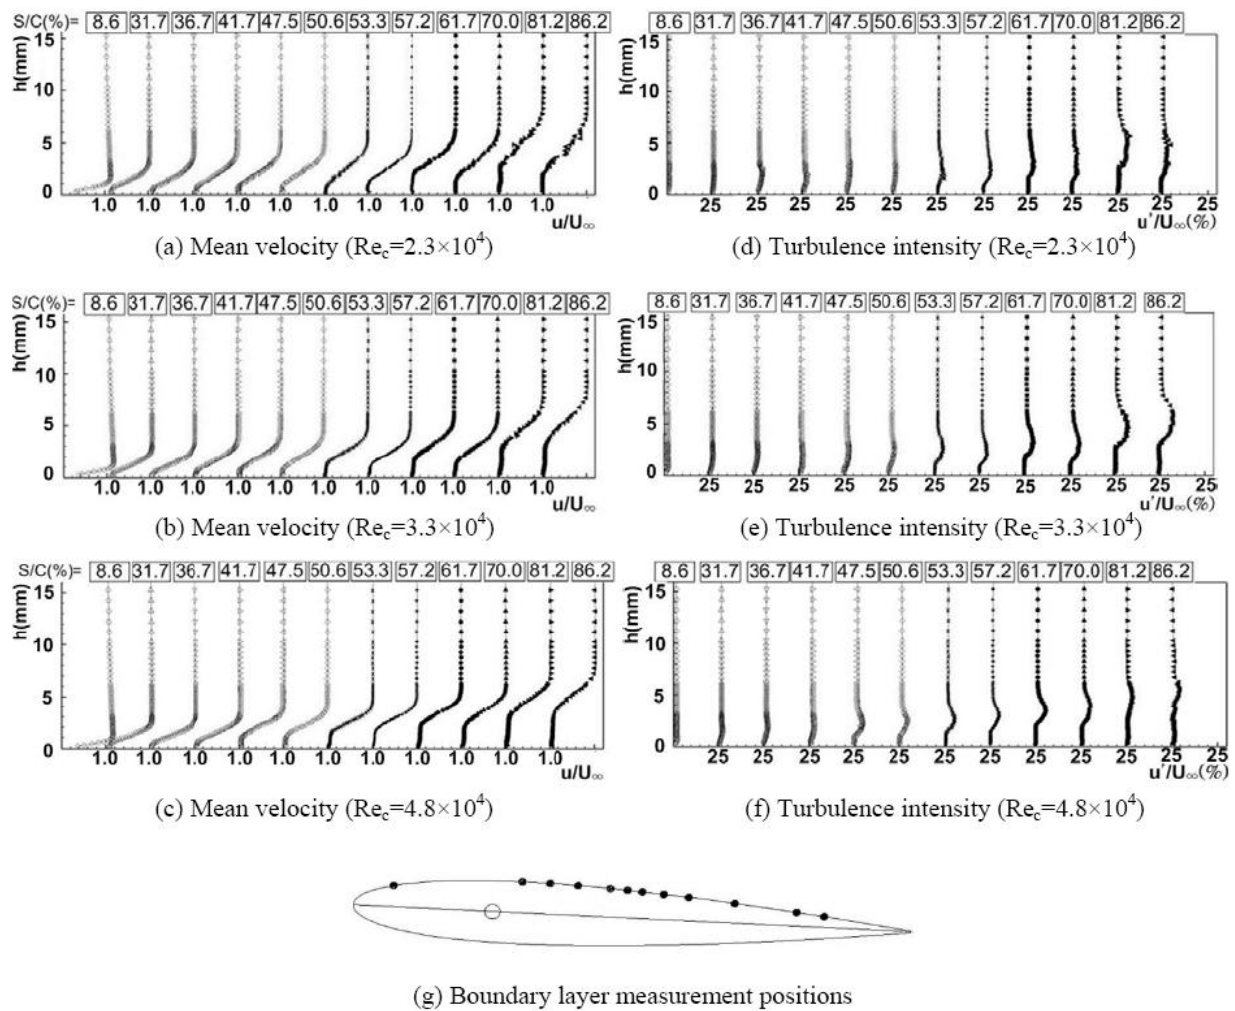 S/C(%)= 8.6 31.7 36.7 41.7 47.5 50.6 53.3 57.2 61.7 70.0 81.2 86.2
h(mm)
15
10
5
0
1.0 1.0 1.0 1.0 1.0 1.0 1.0 1.0 1.0 1.0 1.0
u/U∞
(a) Mean velocity (Rec=2.3×10⁴)
8.6 31.7 36.7 41.7 47.5 50.6 53.3 57.2 61.7 70.0 81.2 86.2
h(mm)
15
10
5
0
25 25 25 25 25 25 25 25 25 25 25 25
u'/U∞(%)
(d) Turbulence intensity (Rec=2.3×10⁴)
S/C(%)= 8.6 31.7 36.7 41.7 47.5 50.6 53.3 57.2 61.7 70.0 81.2 86.2
h(mm)
15
10
5
0
1.0 1.0 1.0 1.0 1.0 1.0 1.0 1.0 1.0 1.0 1.0
u/U∞
(b) Mean velocity (Rec=3.3×10⁴)
8.6 31.7 36.7 41.7 47.5 50.6 53.3 57.2 61.7 70.0 81.2 86.2
h(mm)
15
10
5
0
25 25 25 25 25 25 25 25 25 25 25
u'/U∞(%)
(e) Turbulence intensity (Rec=3.3×10⁴)
S/C(%)= 8.6 31.7 36.7 41.7 47.5 50.6 53.3 57.2 61.7 70.0 81.2 86.2
h(mm)
10
5
0
1.0 1.0 1.0 1.0 1.0 1.0 1.0 1.0 1.0 1.0 1.0
u/U∞
(c) Mean velocity (Rec=4.8×10⁴)
8.6 31.7 36.7 41.7 47.5 50.6 53.3 57.2 61.7 70.0 81.2 86.2
h(mm)
10
5
0
25 25 25 25 25 25 25 25 25 25 25 25
u'/U∞(%)
(f) Turbulence intensity (Rec=4.8×10⁴)
(g) Boundary layer measurement positions